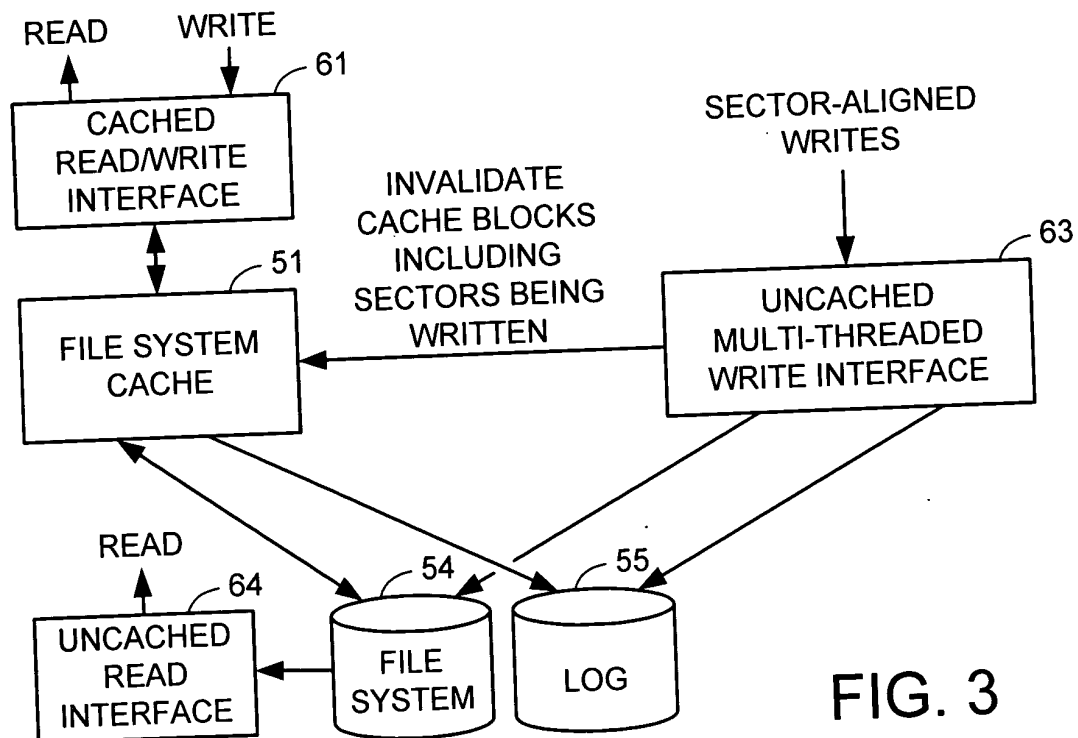 READ
WRITE
61
CACHED
READ/WRITE
INTERFACE
SECTOR-ALIGNED
WRITES
INVALIDATE
CACHE BLOCKS
INCLUDING
SECTORS BEING
WRITTEN
51
FILE SYSTEM
CACHE
63
UNCACHED
MULTI-THREADED
WRITE INTERFACE
READ
64
UNCACHED
READ
INTERFACE
54
FILE
SYSTEM
55
LOG
FIG. 3